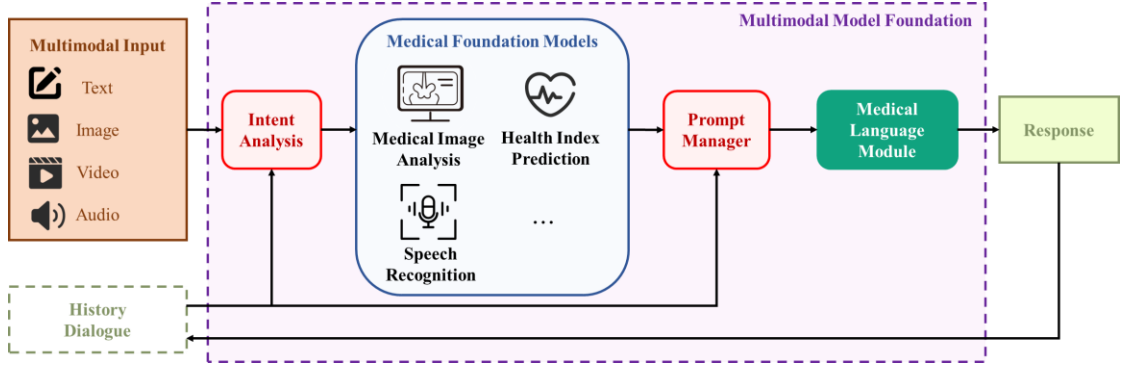 Multimodal Model Foundation
Multimodal Input
Text
Image
Video
Audio
Intent
Analysis
Medical Foundation Models
Medical Image
Analysis
Health Index
Prediction
Speech
Recognition
...
Prompt
Manager
Medical
Language
Module
Response
History
Dialogue